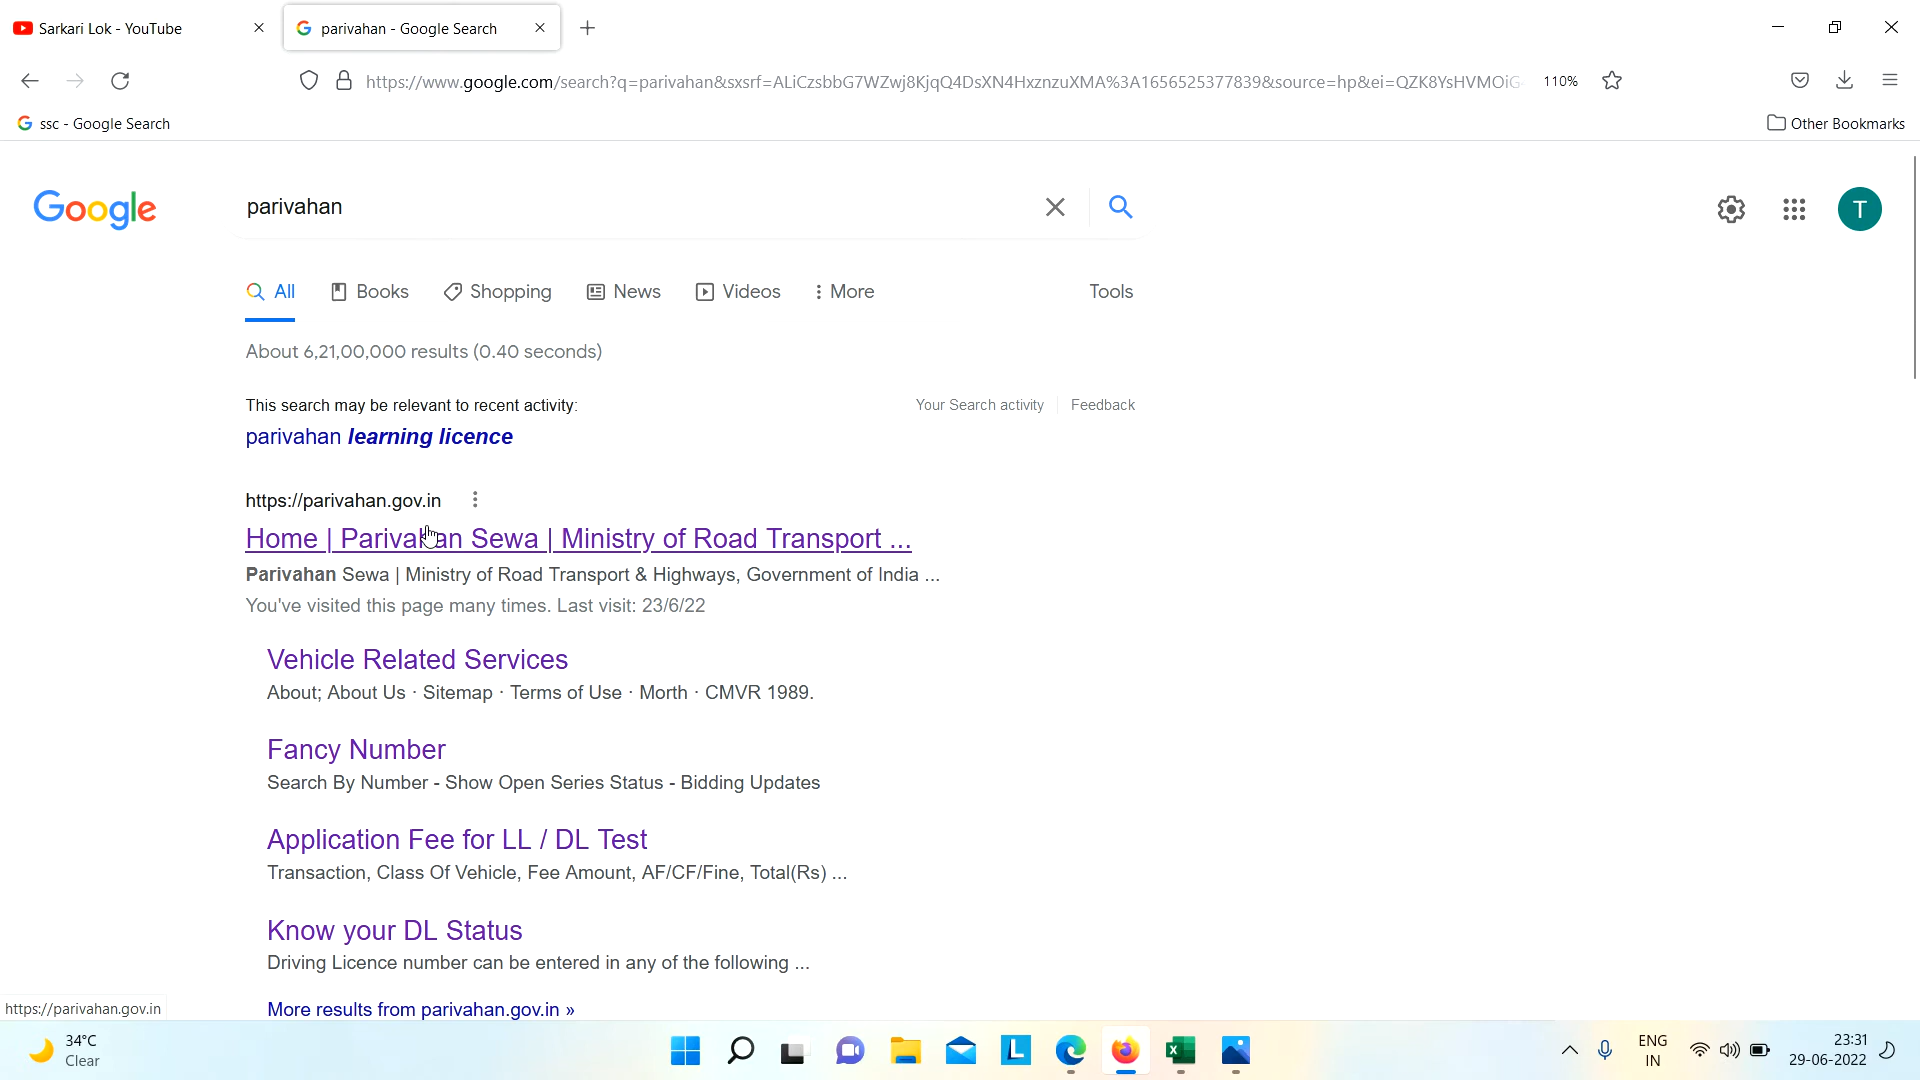 Sarkari Lok - YouTube
parivahan - Google Search
https://www.google.com/search?q=parivahan&sxsrf=ALiCzsbbG7WZwj8KjqQ4DsXN4HxznzuXMA%3A1656525377839&source=hp&ei=QZK8YsHVMOiG
110%
ssc - Google Search
Other Bookmarks
Google
parivahan
T
All
Books
Shopping
News
Videos
More
Tools
About 6,21,00,000 results (0.40 seconds)
This search may be relevant to recent activity:
Your Search activity
Feedback
parivahan learning licence
https://parivahan.gov.in
Home | Parivahan Sewa | Ministry of Road Transport ...
Parivahan Sewa | Ministry of Road Transport & Highways, Government of India ...
You've visited this page many times. Last visit: 23/6/22
Vehicle Related Services
About; About Us · Sitemap · Terms of Use · Morth · CMVR 1989.
Fancy Number
Search By Number - Show Open Series Status - Bidding Updates
Application Fee for LL / DL Test
Transaction, Class Of Vehicle, Fee Amount, AF/CF/Fine, Total(Rs) ...
Know your DL Status
Driving Licence number can be entered in any of the following ...
More results from parivahan.gov.in »
https://parivahan.gov.in
34°C
Clear
L
ENG
IN
23:31
29-06-2022